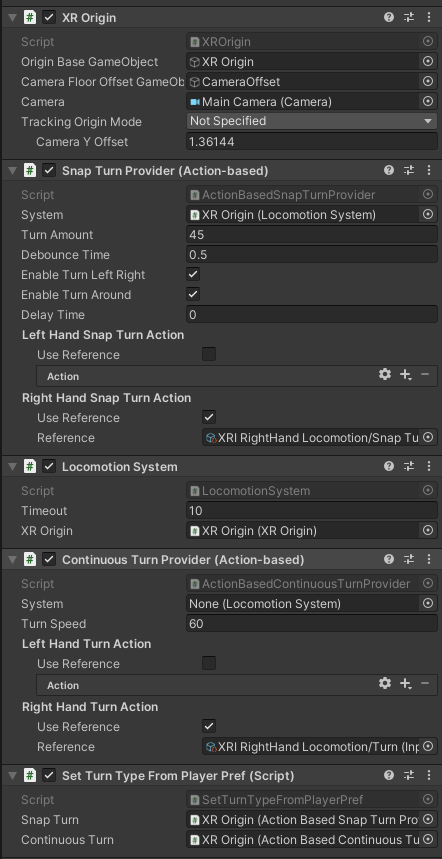 # XR Origin
Script # XROrigin
Origin Base GameObject XR Origin
Camera Floor Offset GameOb CameraOffset
Camera Main Camera (Camera)
Tracking Origin Mode Not Specified
Camera Y Offset 1.36144
# Snap Turn Provider (Action-based)
Script # ActionBasedSnapTurnProvider
System # XR Origin (Locomotion System)
Turn Amount 45
Debounce Time 0.5
Enable Turn Left Right
Enable Turn Around
Delay Time 0
Left Hand Snap Turn Action
Use Reference
Action
Right Hand Snap Turn Action
Use Reference
Reference XRI RightHand Locomotion/Snap Tu
# Locomotion System
Script # LocomotionSystem
Timeout 10
XR Origin # XR Origin (XR Origin)
# Continuous Turn Provider (Action-based)
Script # ActionBasedContinuousTurnProvider
System None (Locomotion System)
Turn Speed 60
Left Hand Turn Action
Use Reference
Action
Right Hand Turn Action
Use Reference
Reference XRI RightHand Locomotion/Turn (Inp
# Set Turn Type From Player Pref (Script)
Script # SetTurnTypeFromPlayerPref
Snap Turn # XR Origin (Action Based Snap Turn Pro
Continuous Turn # XR Origin (Action Based Continuous Tu